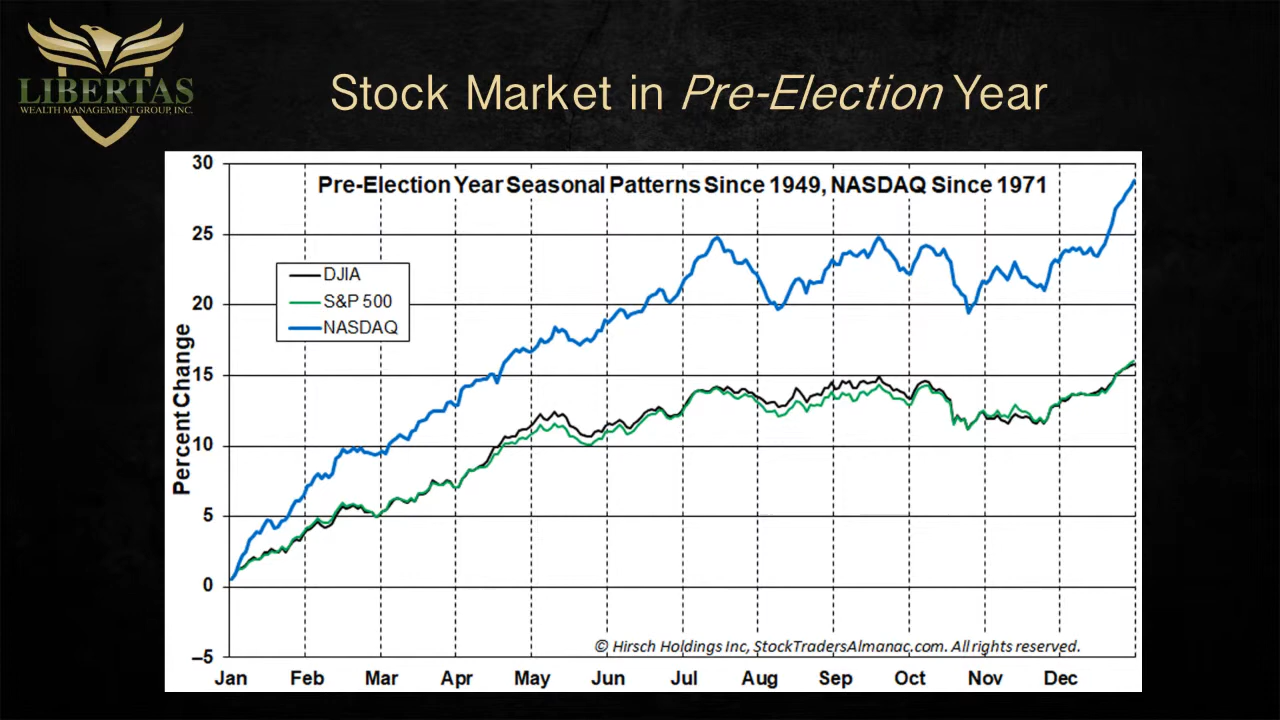 LIBERTAS
WEALTH MANAGEMENT GROUP, INC.
Stock Market in Pre-Election Year
Pre-Election Year Seasonal Patterns Since 1949, NASDAQ Since 1971
DJIA
S&P 500
NASDAQ
Percent Change
30
25
20
15
10
5
0
–5
© Hirsch Holdings Inc, StockTradersAlmanac.com. All rights reserved.
Jan Feb Mar Apr May Jun Jul Aug Sep Oct Nov Dec